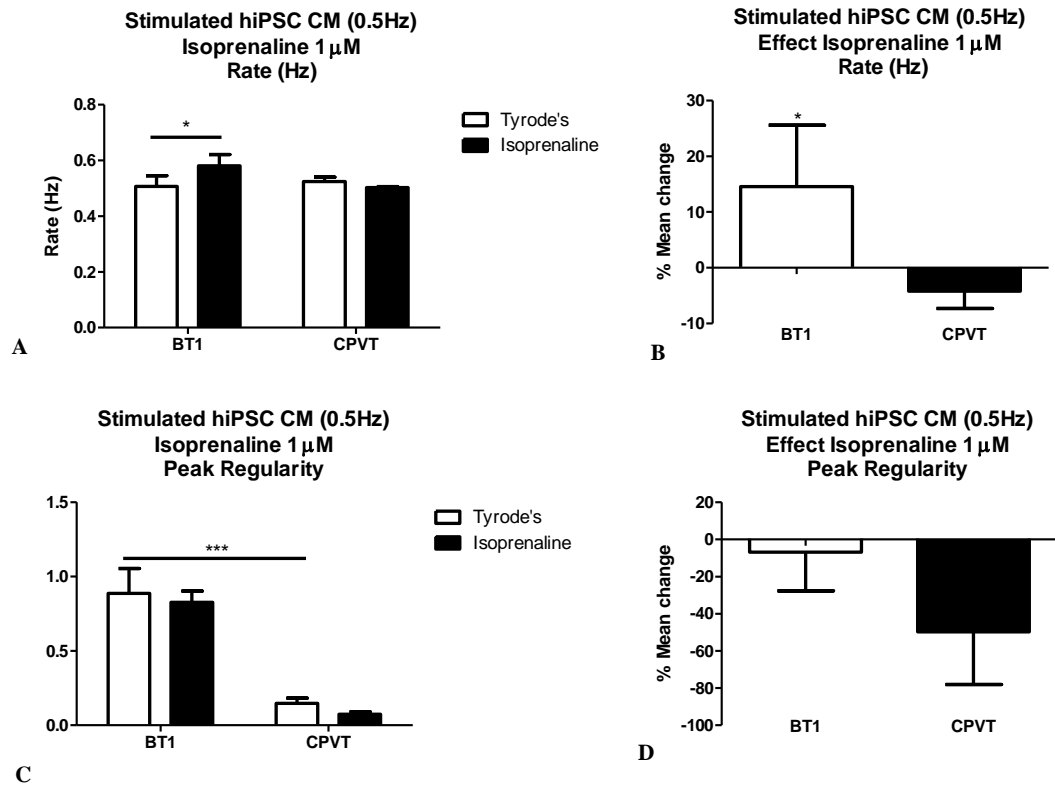 Stimulated hiPSC CM (0.5Hz)
Isoprenaline 1 μM
Rate (Hz)
0.8
0.6
0.4
0.2
0.0
Rate (Hz)
*
BT1
CPVT
Tyrode's
Isoprenaline
A
Stimulated hiPSC CM (0.5Hz)
Effect Isoprenaline 1 μM
Rate (Hz)
30
20
10
0
-10
% Mean change
*
BT1
CPVT
B
Stimulated hiPSC CM (0.5Hz)
Isoprenaline 1 μM
Peak Regularity
1.5
1.0
0.5
0.0
***
BT1
CPVT
Tyrode's
Isoprenaline
C
Stimulated hiPSC CM (0.5Hz)
Effect Isoprenaline 1 μM
Peak Regularity
20
0
-20
-40
-60
-80
-100
% Mean change
BT1
CPVT
D